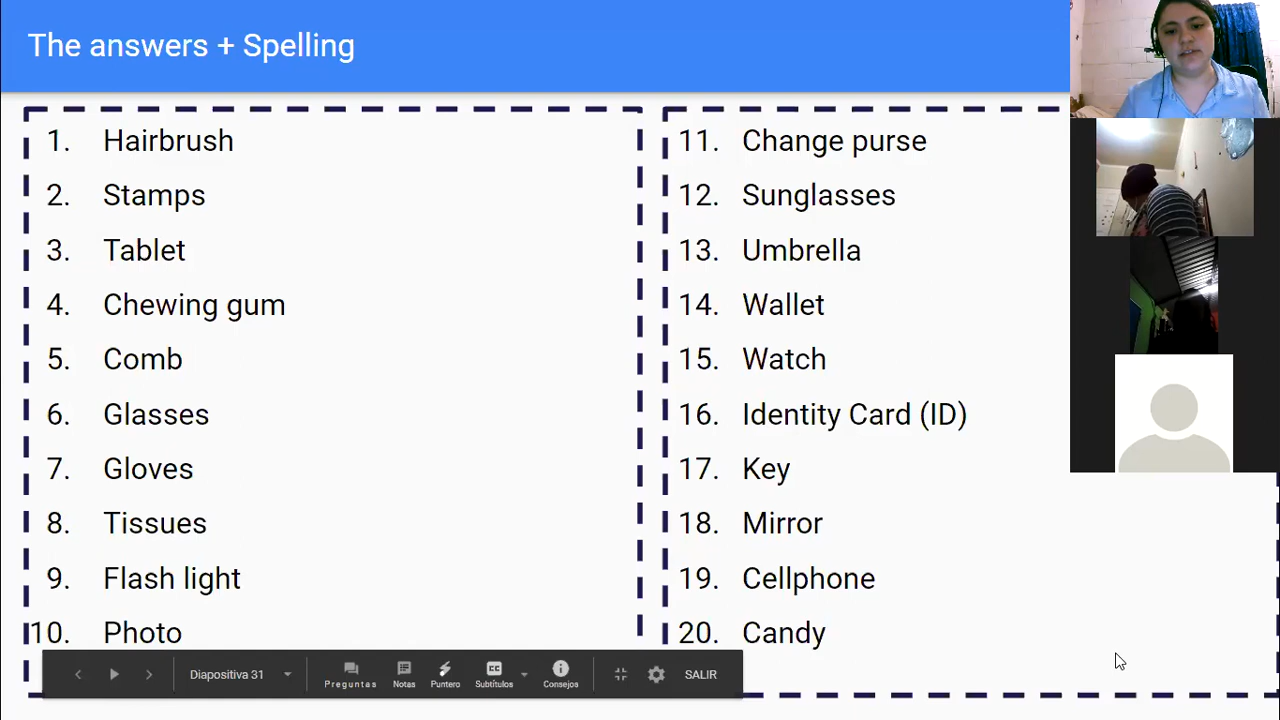 The answers + Spelling
1. Hairbrush
2. Stamps
3. Tablet
4. Chewing gum
5. Comb
6. Glasses
7. Gloves
8. Tissues
9. Flash light
10. Photo
11. Change purse
12. Sunglasses
13. Umbrella
14. Wallet
15. Watch
16. Identity Card (ID)
17. Key
18. Mirror
19. Cellphone
20. Candy
Diapositiva 31
Preguntas
Notas
Puntero
CC
Subtítulos
Consejos
SALIR